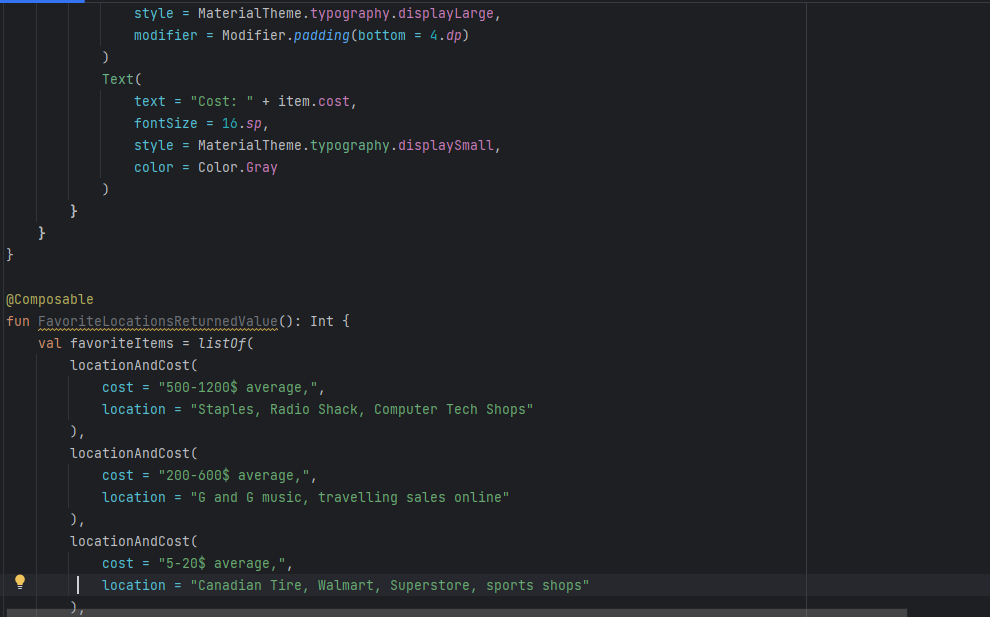 style = MaterialTheme.typography.displayLarge,
modifier = Modifier.padding(bottom = 4.dp)
)
Text(
text = "Cost: " + item.cost,
fontSize = 16.sp,
style = MaterialTheme.typography.displaySmall,
color = Color.Gray
)
}
}
}
@Composable
fun FavoriteLocationsReturnedValue(): Int {
val favoriteItems = listOf(
locationAndCost(
cost = "500-1200$ average,",
location = "Staples, Radio Shack, Computer Tech Shops"
),
locationAndCost(
cost = "200-600$ average,",
location = "G and G music, travelling sales online"
),
locationAndCost(
cost = "5-20$ average,",
location = "Canadian Tire, Walmart, Superstore, sports shops"
),